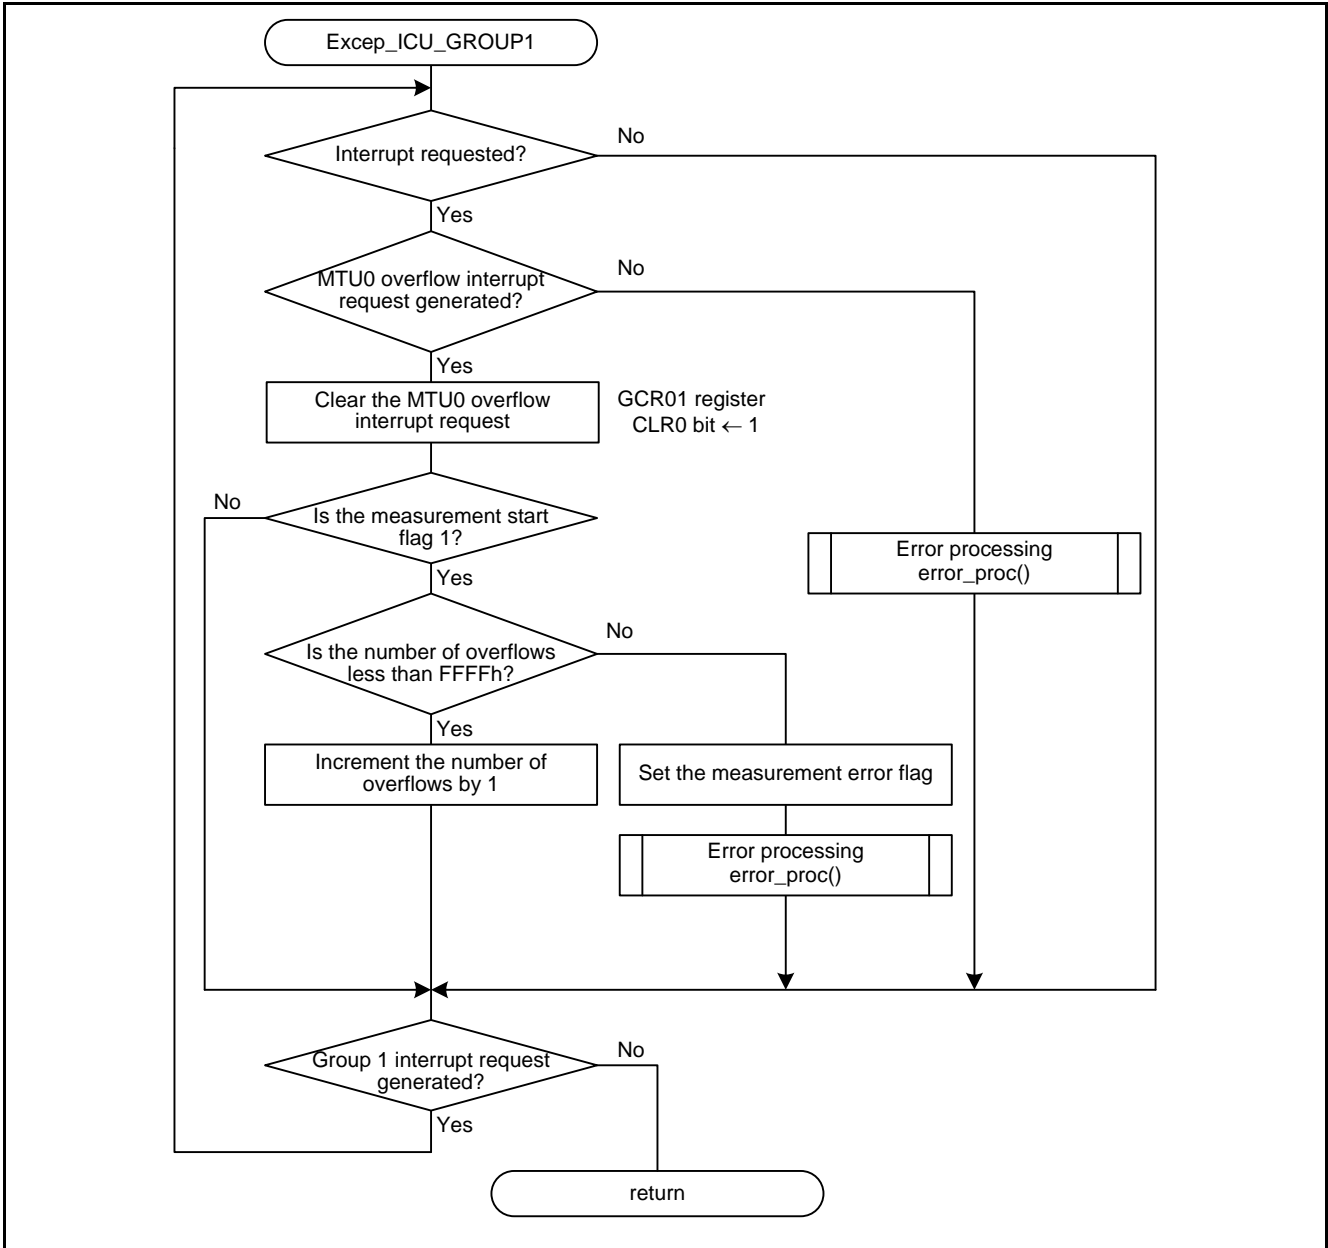 Excep_ICU_GROUP1
No
Interrupt requested?
Yes
No
MTU0 overflow interrupt
request generated?
Yes
Clear the MTU0 overflow
interrupt request
GCR01 register
CLR0 bit ← 1
No
Is the measurement start
flag 1?
Yes
Error processing
error_proc()
No
Is the number of overflows
less than FFFFh?
Yes
Increment the number of
overflows by 1
Set the measurement error flag
Error processing
error_proc()
No
Group 1 interrupt request
generated?
Yes
return